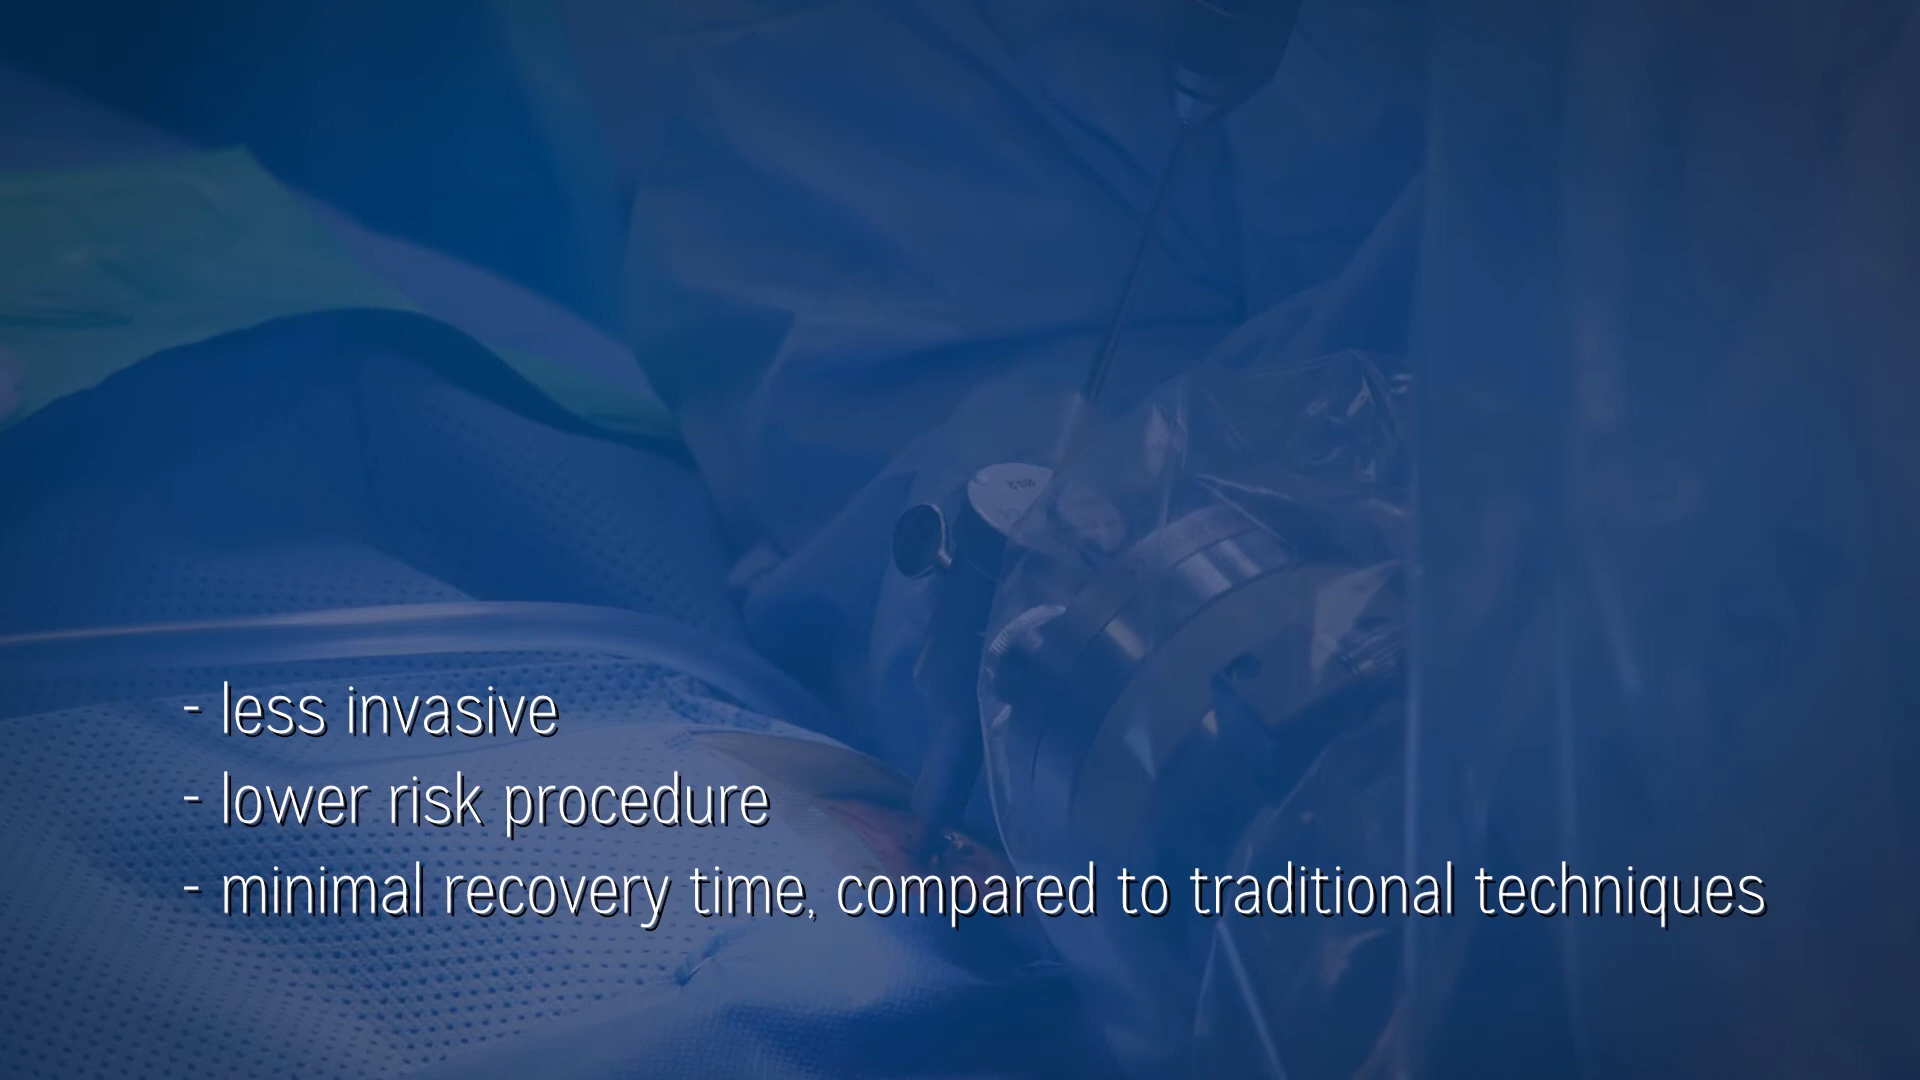 - less invasive
- lower risk procedure
- minimal recovery time, compared to traditional techniques